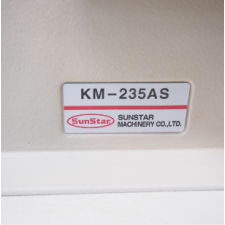 KM-235AS
SunStar
SUNSTAR
MACHINERY CO.,LTD.